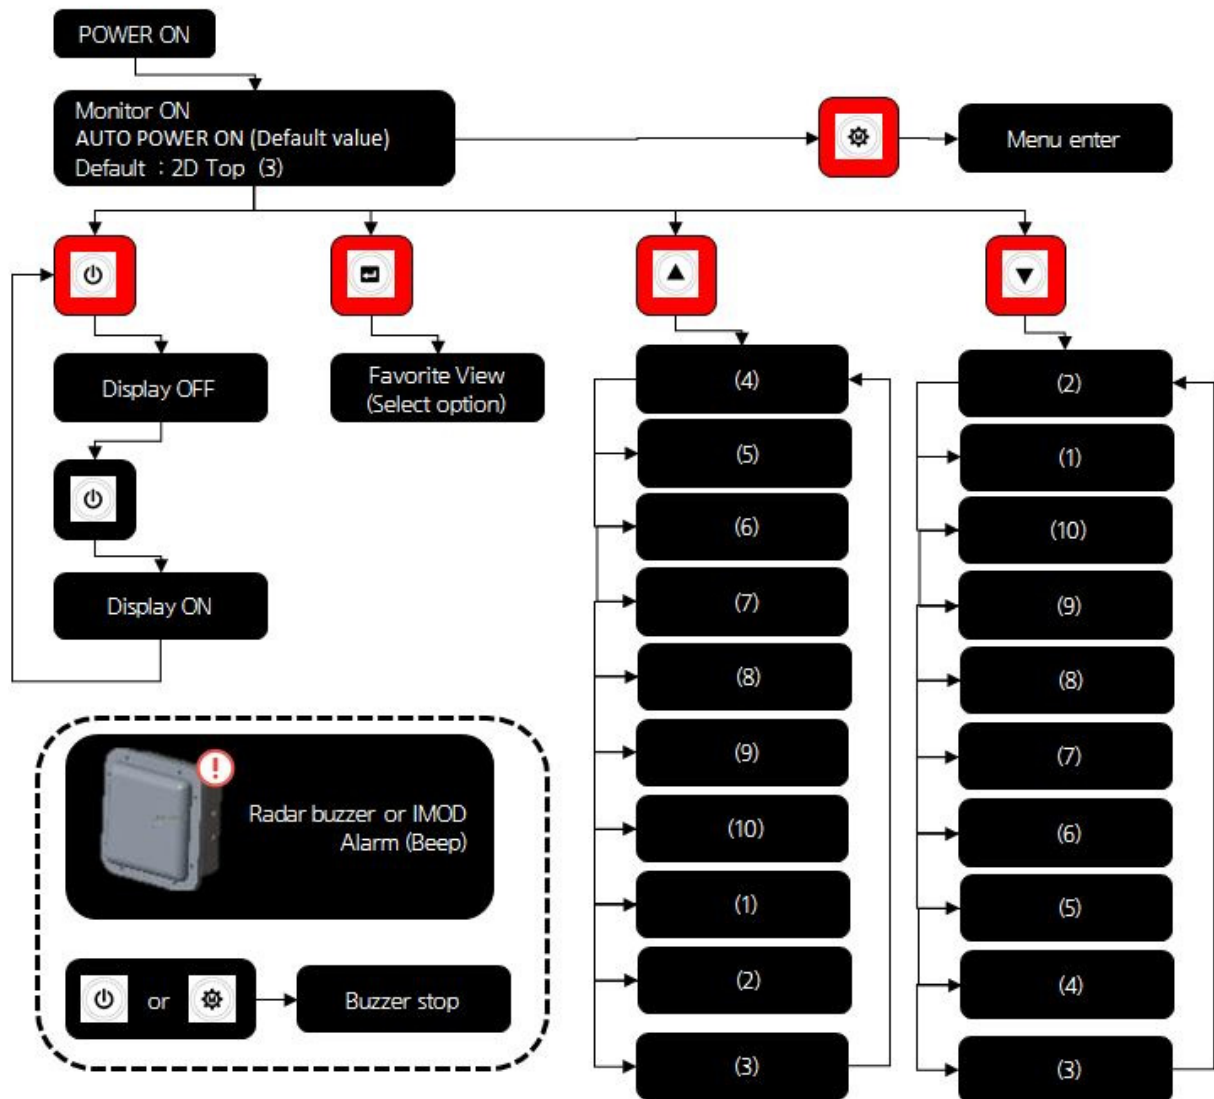 POWER ON
Monitor ON
AUTO POWER ON (Default value)
Default : 2D Top (3)
Menu enter
Display OFF
Display ON
Favorite View
(Select option)
(4)
(5)
(6)
(7)
(8)
(9)
(10)
(1)
(2)
(3)
(2)
(1)
(10)
(9)
(8)
(7)
(6)
(5)
(4)
(3)
Radar buzzer or IMOD
Alarm (Beep)
or
Buzzer stop